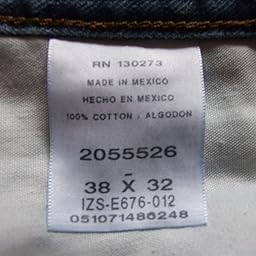 RN 130273
MADE IN MEXICO
HECHO EN MEXICO
100% COTTON / ALGODON
2055526
-
38 X 32
IZS-E676-012
051071486248